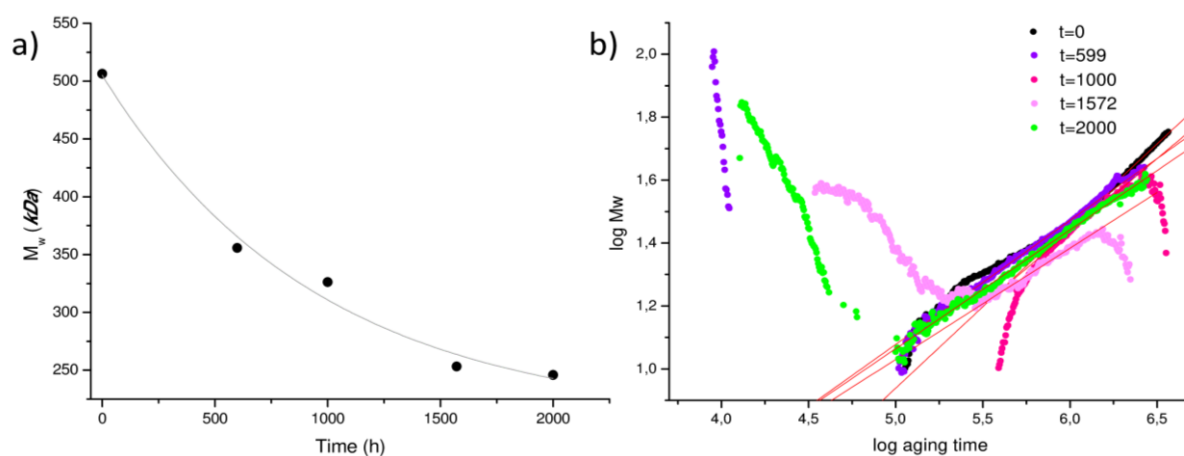 a)
M_w (kDa)
550
500
450
400
350
300
250
0
500
1000
1500
2000
Time (h)
b)
log Mw
2,0
1,8
1,6
1,4
1,2
1,0
4,0
4,5
5,0
5,5
6,0
6,5
log aging time
t=0
t=599
t=1000
t=1572
t=2000